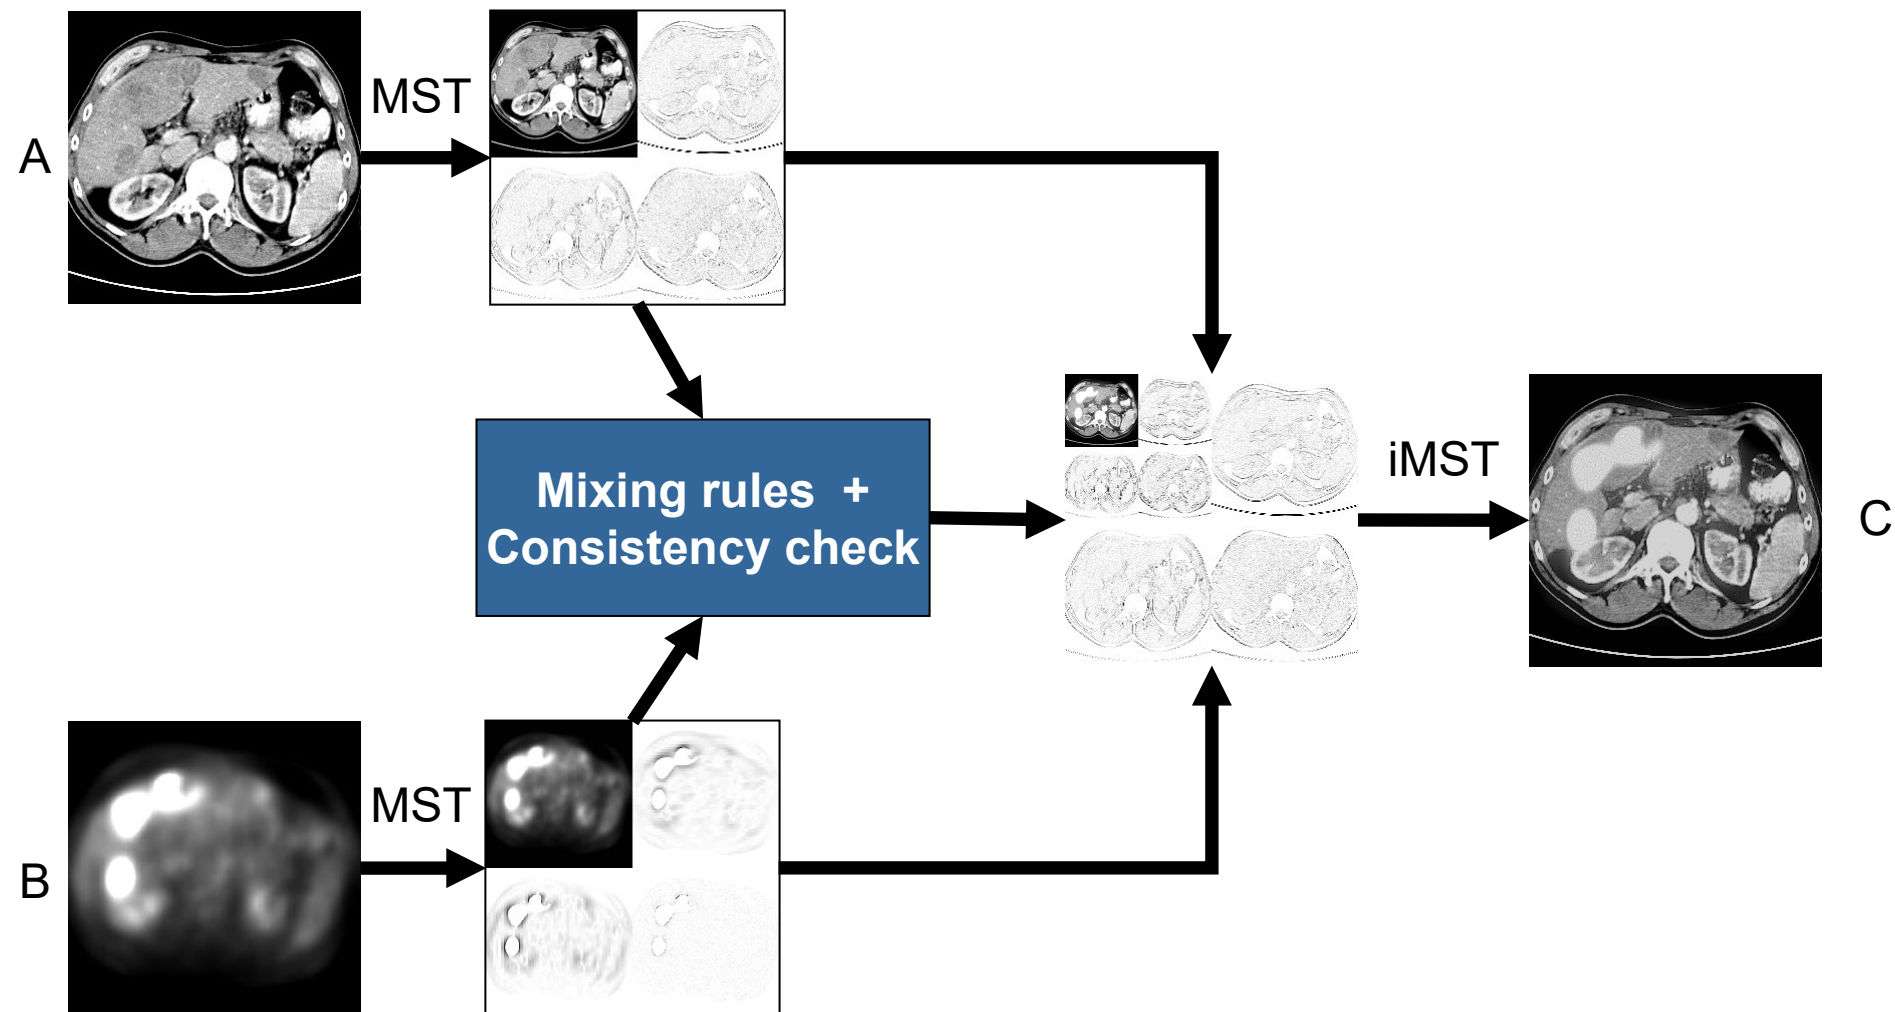 A
MST
Mixing rules  +
Consistency check
iMST
C
B
MST